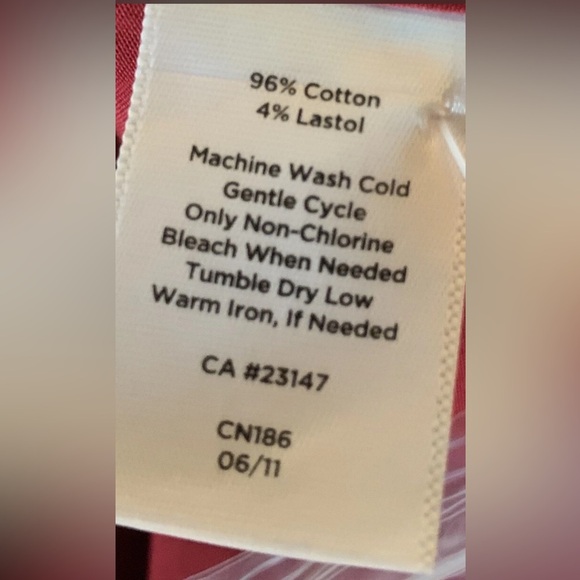 96% Cotton
4% Lastol
Machine Wash Cold
Gentle Cycle
Only Non-Chlorine
Bleach When Needed
Tumble Dry Low
Warm Iron, If Needed
CA #23147
CN186
06/11